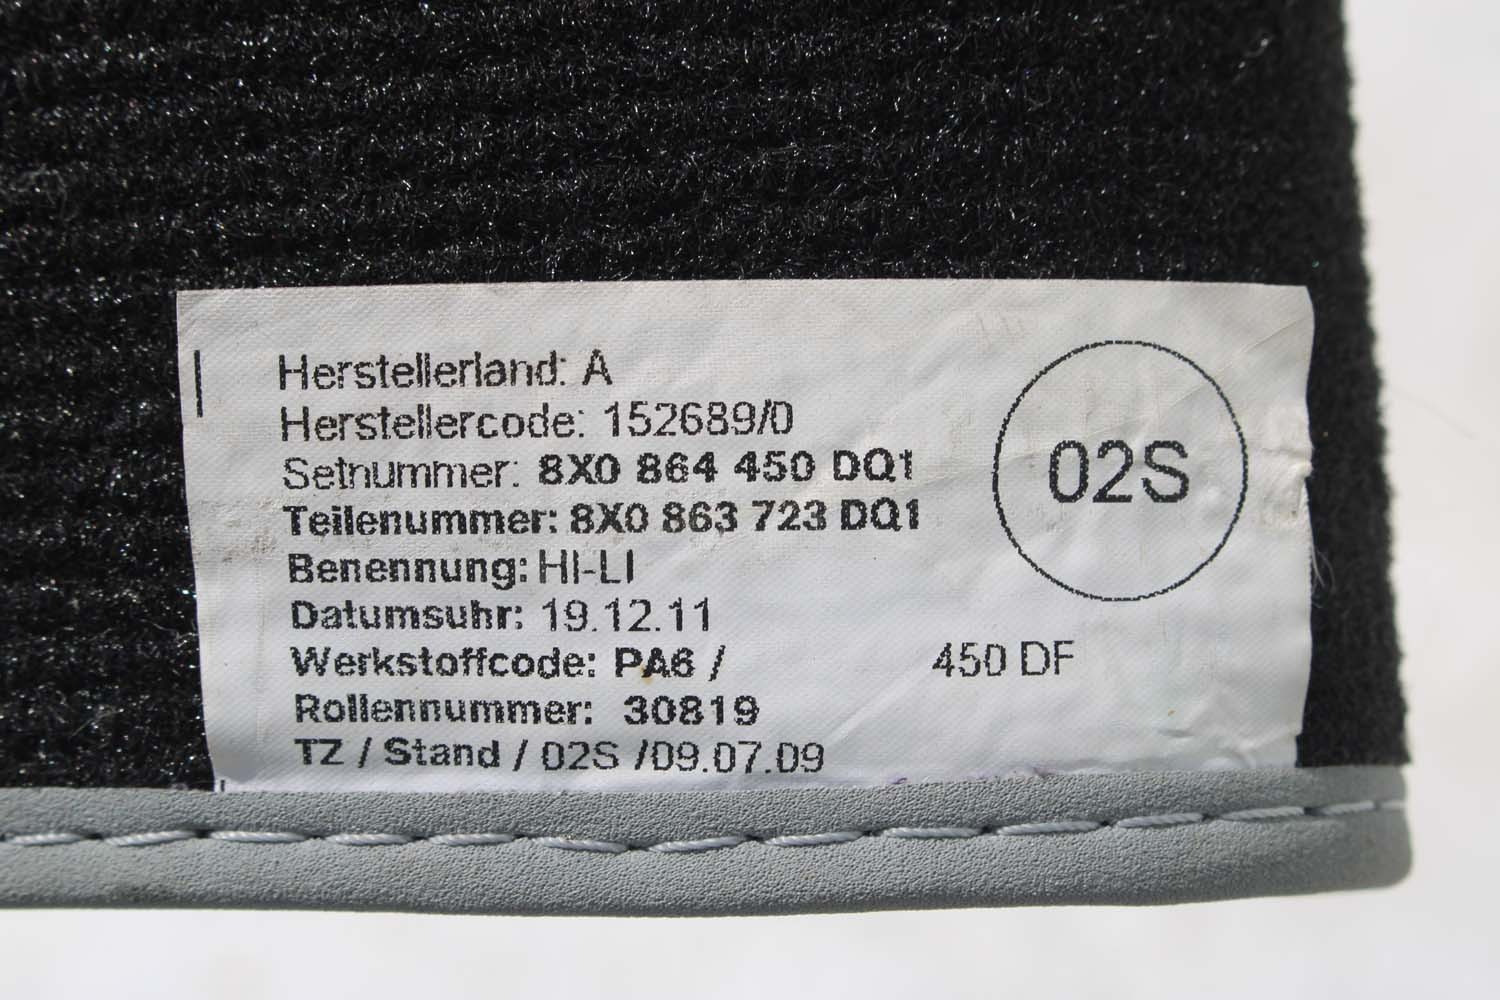 Herstellerland: A
Herstellercode: 152689/0
Setnummer: 8X0 864 450 DQ1
02S
Teilenummer: 8X0 863 723 DQ1
Benennung: HI-LI
Datumsuhr: 19.12.11
Werkstoffcode: PA6 / 450 DF
Rollennummer: 30819
TZ / Stand / 02S /09.07.09